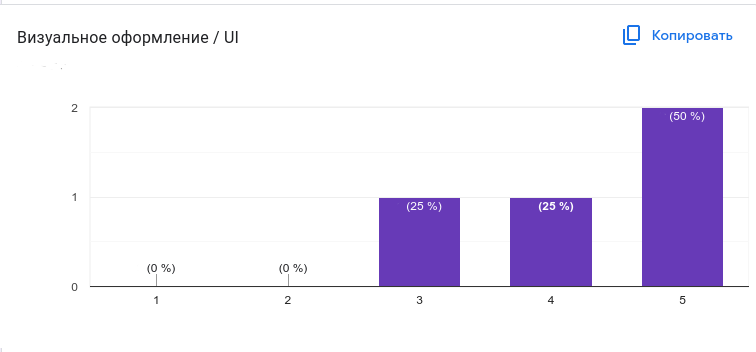 Визуальное оформление / UI
Копировать
2
(50 %)
1
(25 %) (25 %)
(0 %) (0 %)
0
1 2 3 4 5